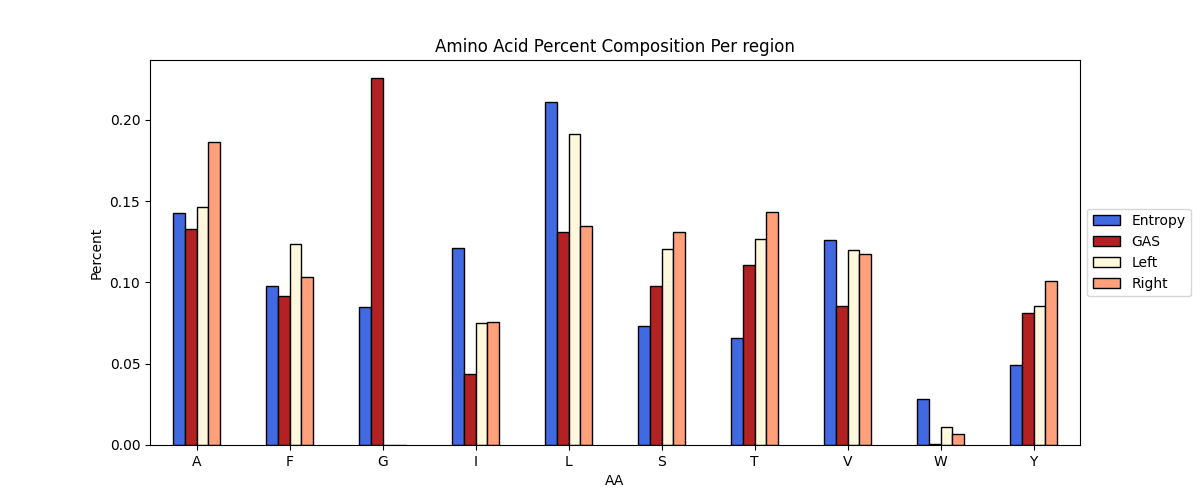 Amino Acid Percent Composition Per region
Percent
0.20
0.15
0.10
0.05
0.00
A F G I L S T V W Y
AA
Entropy
GAS
Left
Right